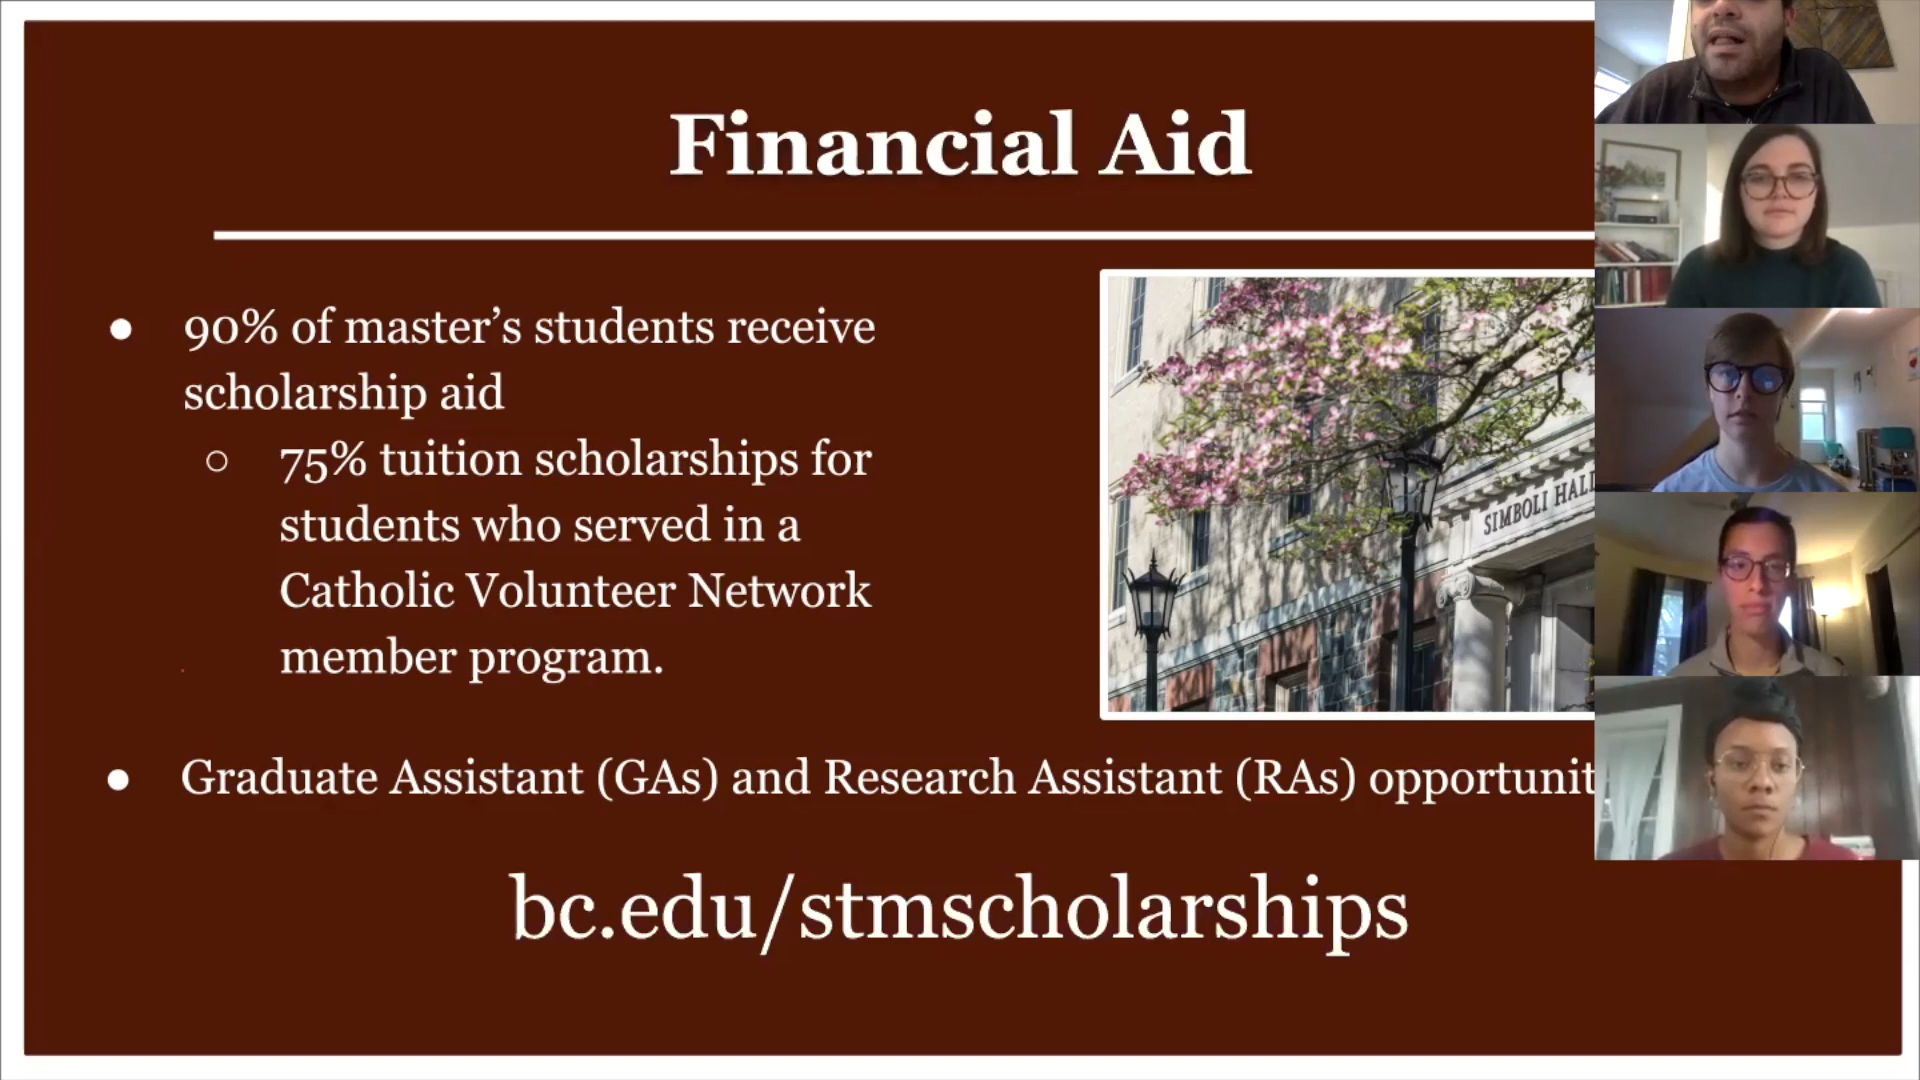 Financial Aid
● 90% of master's students receive
scholarship aid
○ 75% tuition scholarships for
students who served in a
Catholic Volunteer Network
member program.
SIMBOLI HALL
● Graduate Assistant (GAs) and Research Assistant (RAs) opportunit
bc.edu/stmscholarships